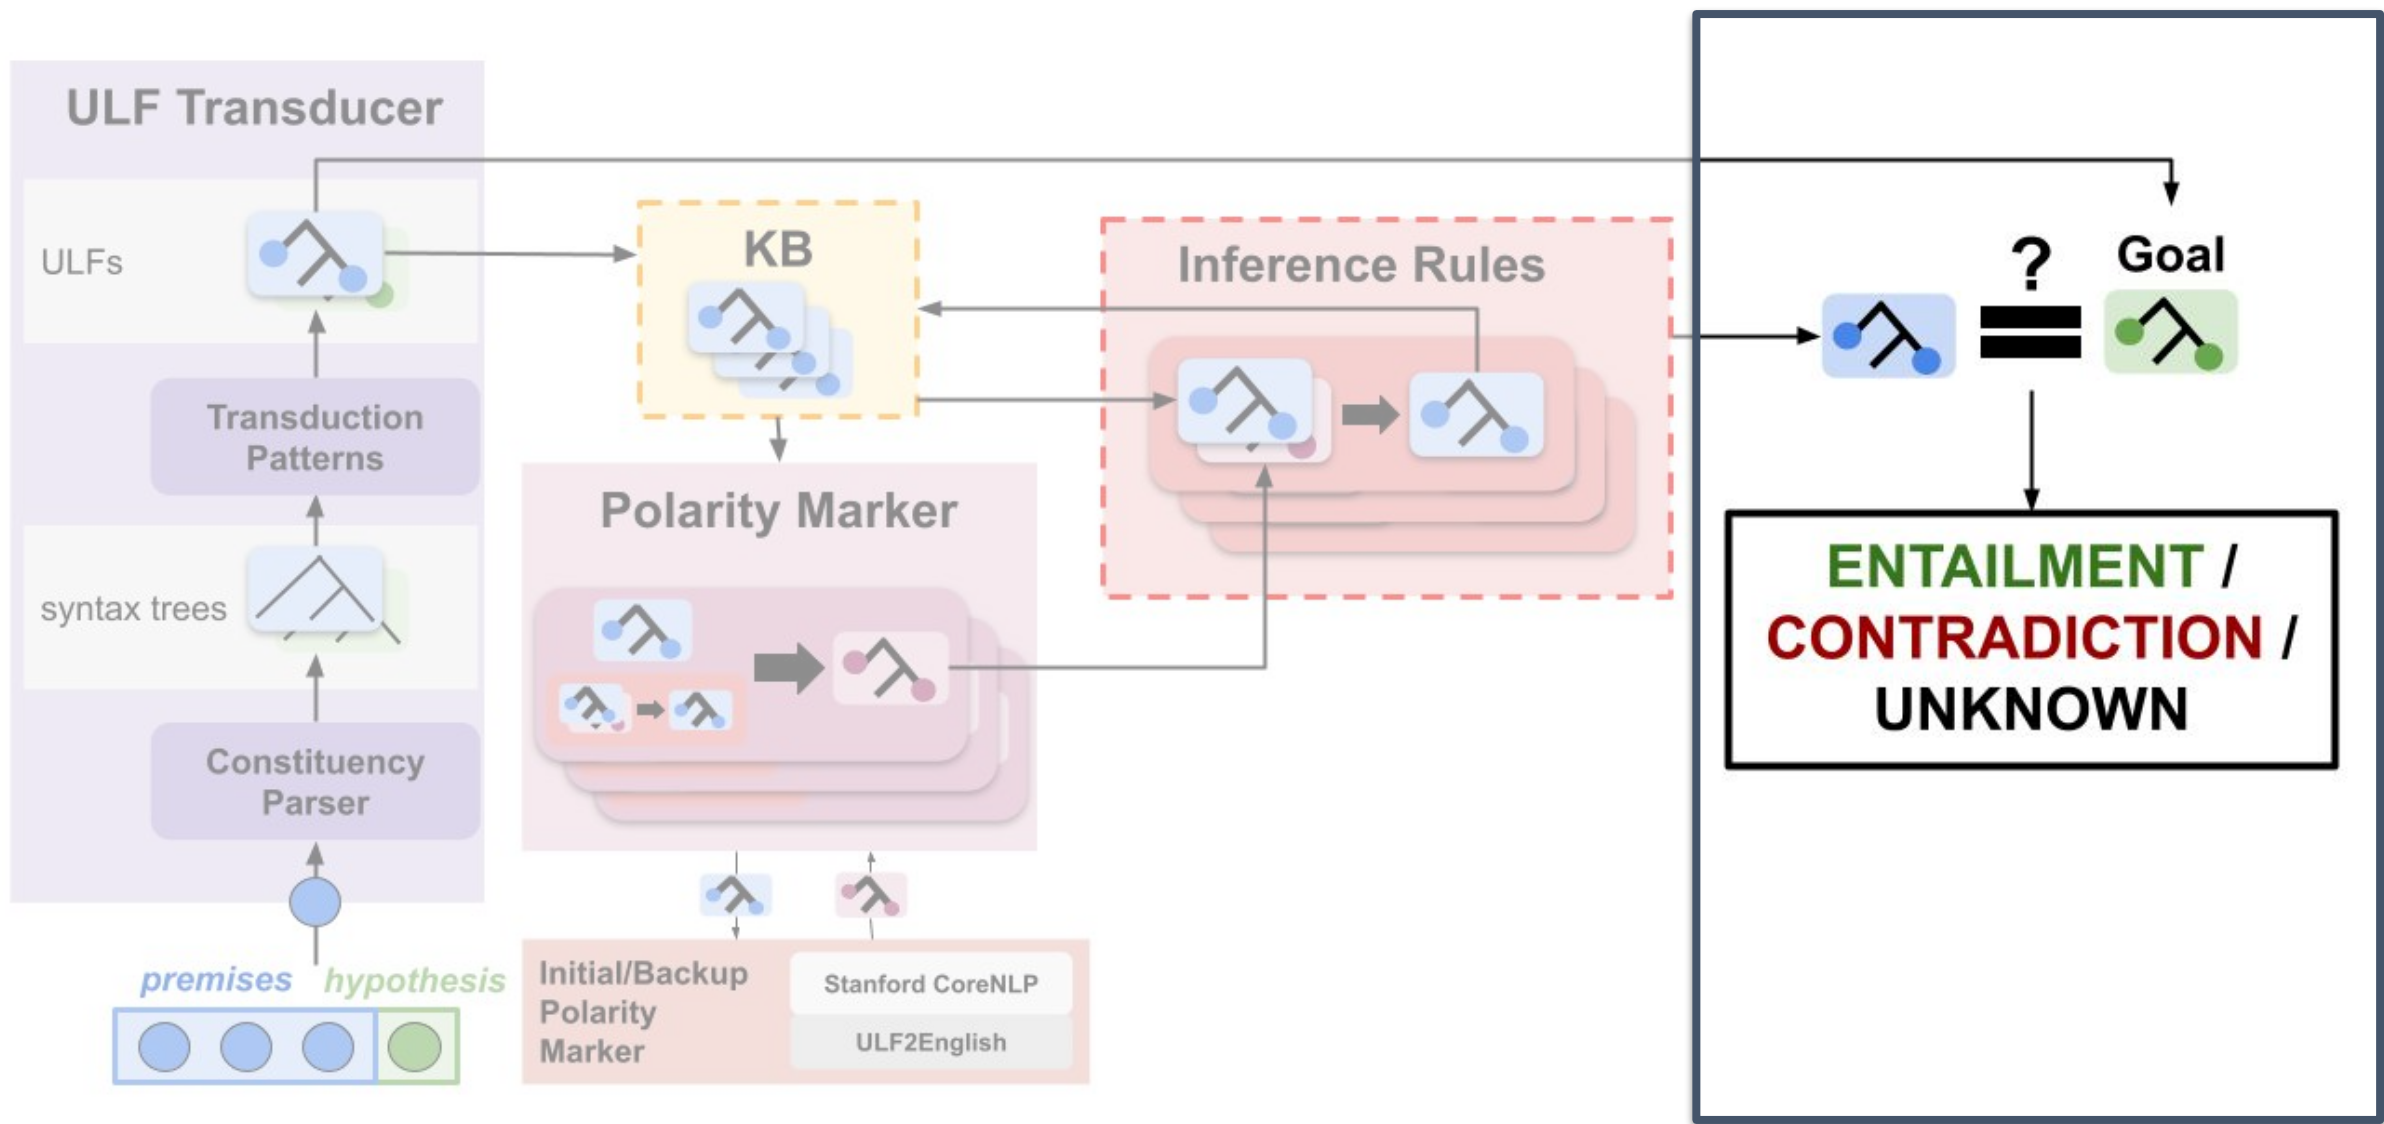 ULF Transducer
ULFs
Transduction
Patterns
syntax trees
Constituency
Parser
premises hypothesis
KB
Polarity Marker
Initial/Backup
Polarity
Marker
Stanford CoreNLP
ULF2English
Inference Rules
?
Goal
ENTAILMENT /
CONTRADICTION /
UNKNOWN